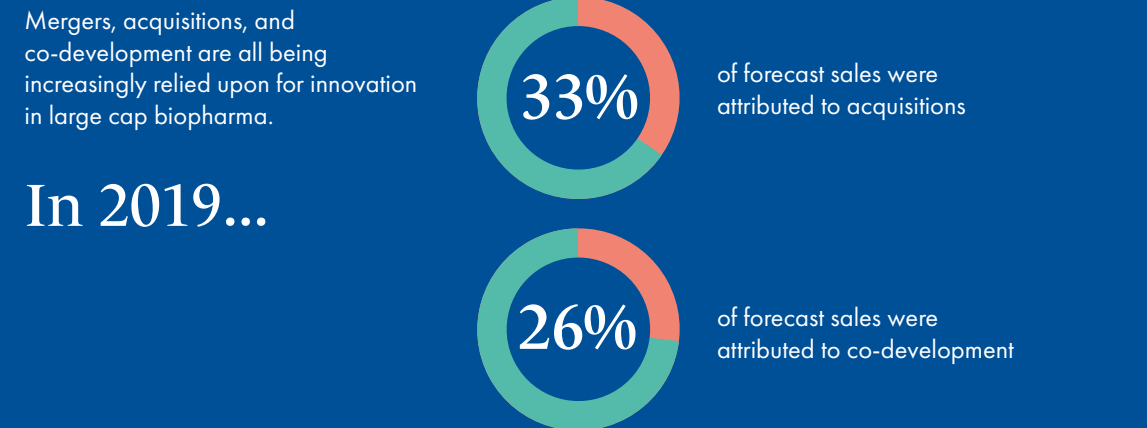 Mergers, acquisitions, and
co-development are all being
increasingly relied upon for innovation
in large cap biopharma.
In 2019...
33%
of forecast sales were
attributed to acquisitions
26%
of forecast sales were
attributed to co-development